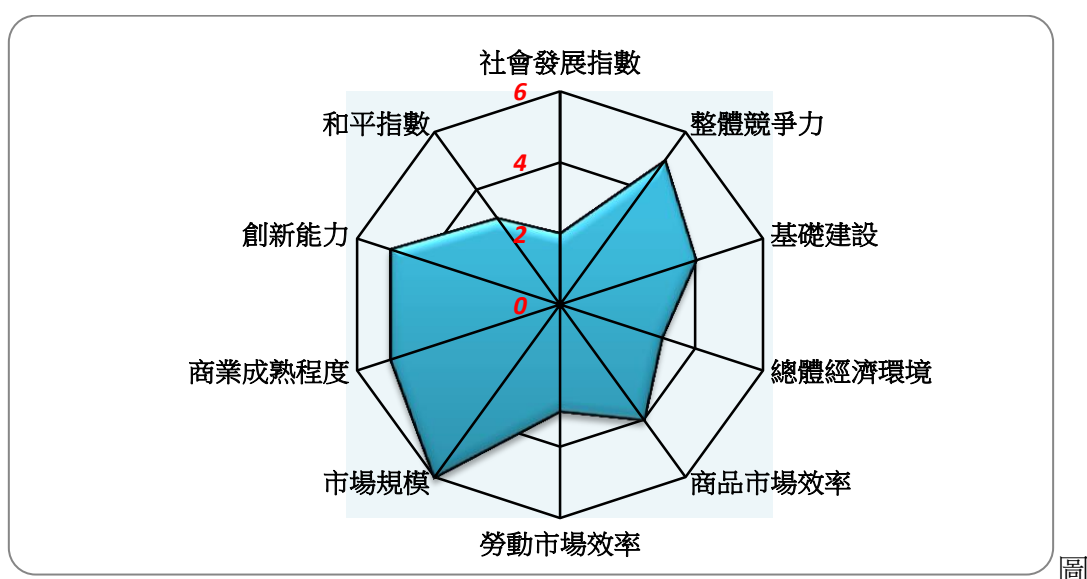 社會發展指數
6
和平指數
整體競爭力
4
創新能力
2
基礎建設
0
商業成熟程度
總體經濟環境
市場規模
商品市場效率
勞動市場效率
圖